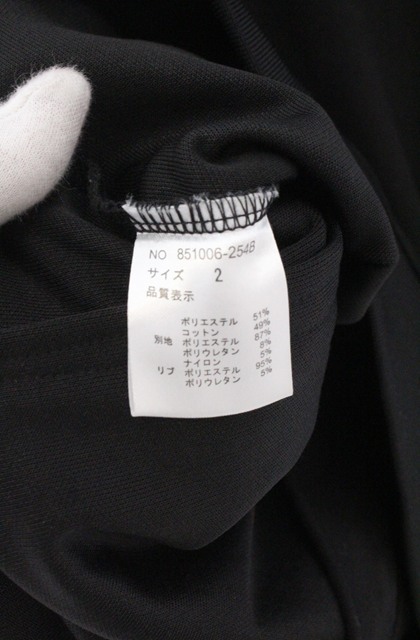 NO 851006-2546
サイズ 2
品質表示
ポリエステル 51%
コットン 49%
別地 ポリエステル 87%
ポリウレタン 8%
ナイロン 5%
リブ ポリエステル 95%
ポリウレタン 5%